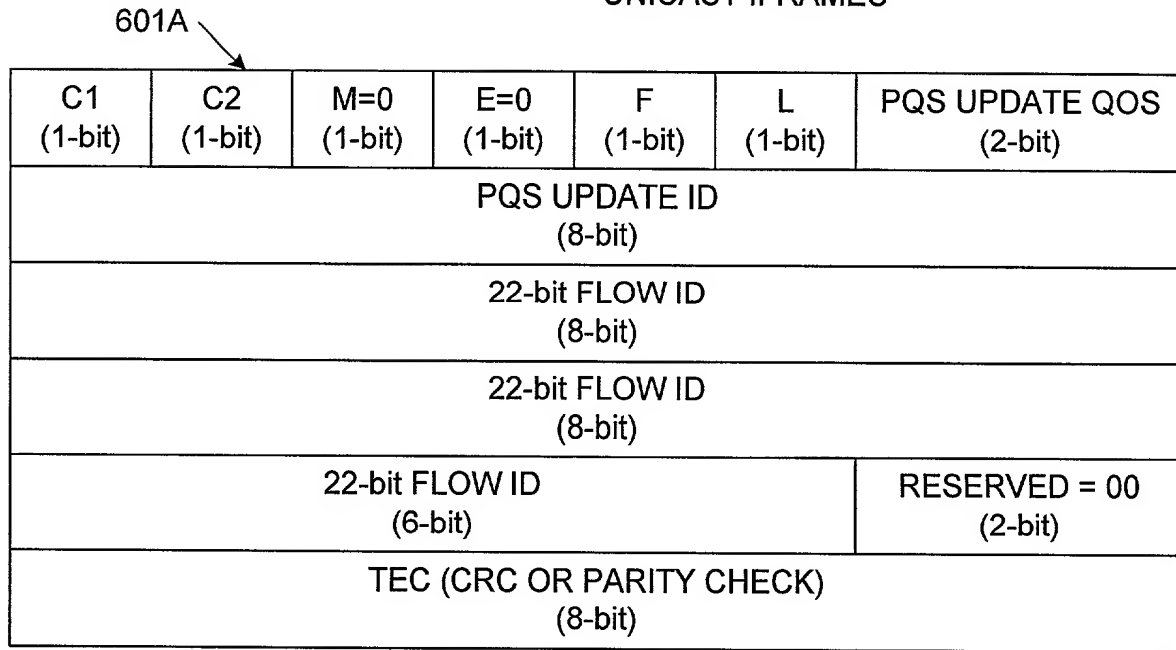 601A
C1 C2 M=0 E=0 F L PQS UPDATE QOS
(1-bit) (1-bit) (1-bit) (1-bit) (1-bit) (1-bit) (2-bit)
PQS UPDATE ID
(8-bit)
22-bit FLOW ID
(8-bit)
22-bit FLOW ID
(8-bit)
22-bit FLOW ID RESERVED = 00
(6-bit) (2-bit)
TEC (CRC OR PARITY CHECK)
(8-bit)